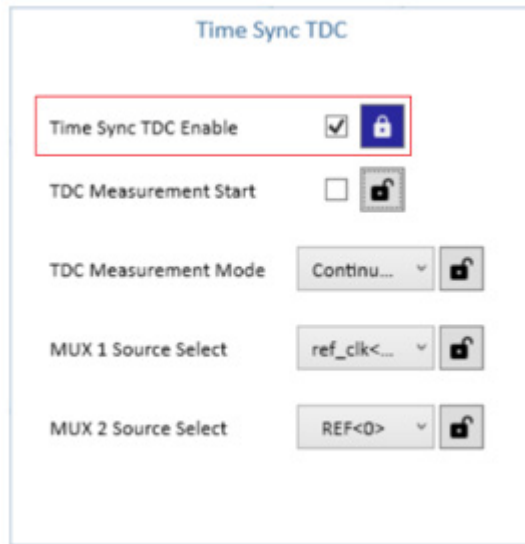 Time Sync TDC
Time Sync TDC Enable
TDC Measurement Start
TDC Measurement Mode Continu...
MUX 1 Source Select ref_clk<...
MUX 2 Source Select REF<0>